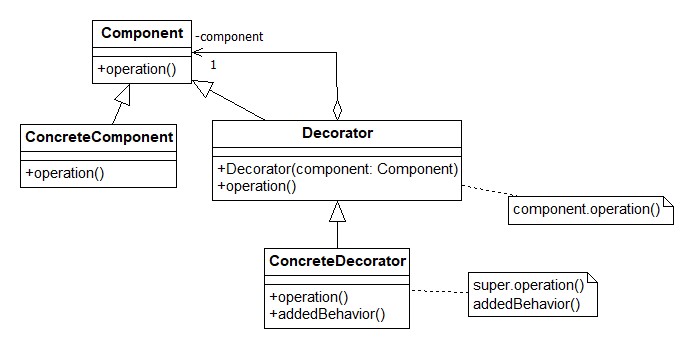 Component
-component
+operation()
1
ConcreteComponent
+operation()
Decorator
+Decorator(component: Component)
+operation()
component.operation()
ConcreteDecorator
+operation()
+addedBehavior()
super.operation()
addedBehavior()